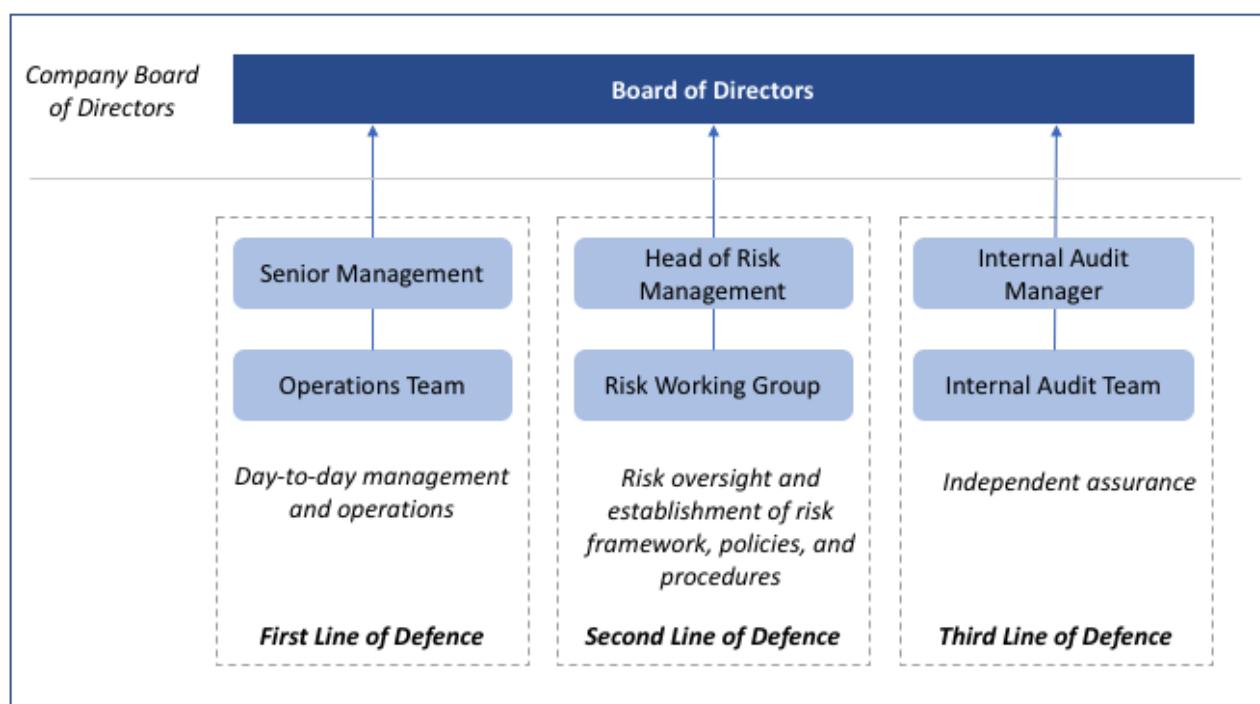 Company Board
of Directors
Board of Directors
Senior Management
Operations Team
Day-to-day management
and operations
First Line of Defence
Head of Risk
Management
Risk Working Group
Risk oversight and
establishment of risk
framework, policies, and
procedures
Second Line of Defence
Internal Audit
Manager
Internal Audit Team
Independent assurance
Third Line of Defence